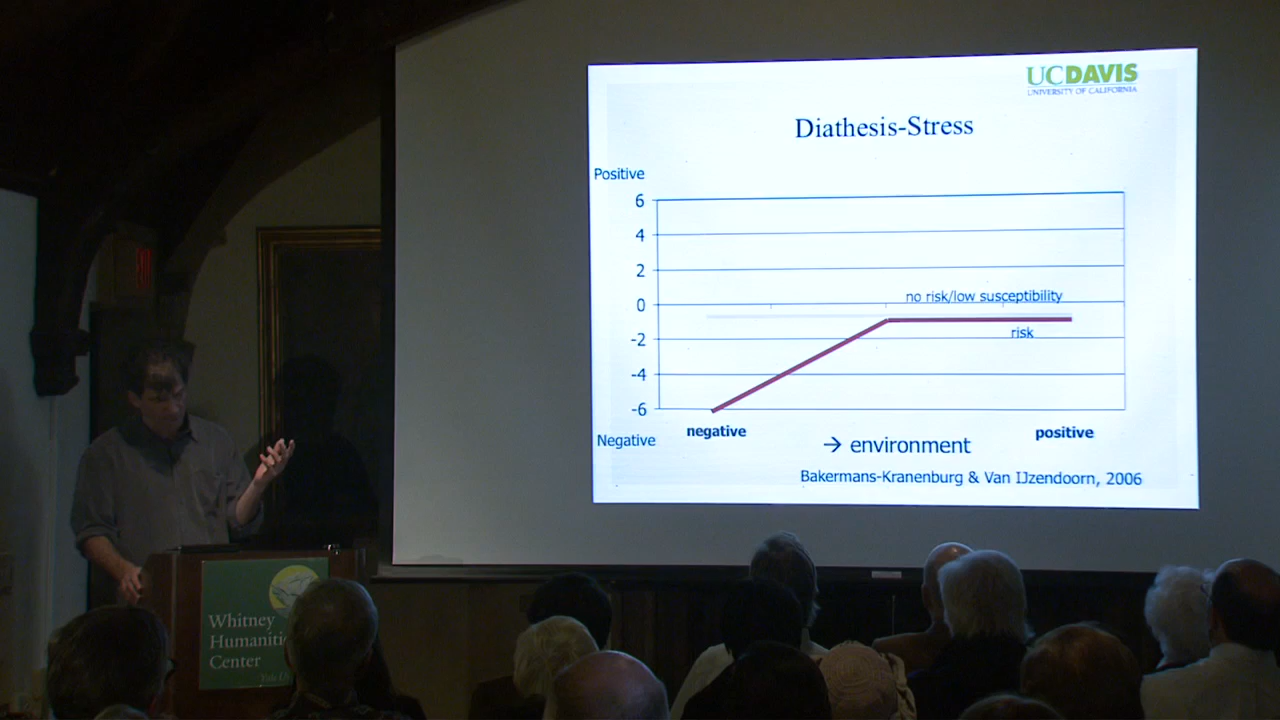 UCDAVIS
UNIVERSITY OF CALIFORNIA
Diathesis-Stress
Positive
6
4
2
0
-2
-4
-6
no risk/low susceptibility
risk
Negative
negative
→ environment
positive
Bakermans-Kranenburg & Van IJzendoorn, 2006
Whitney
Humaniti
Center